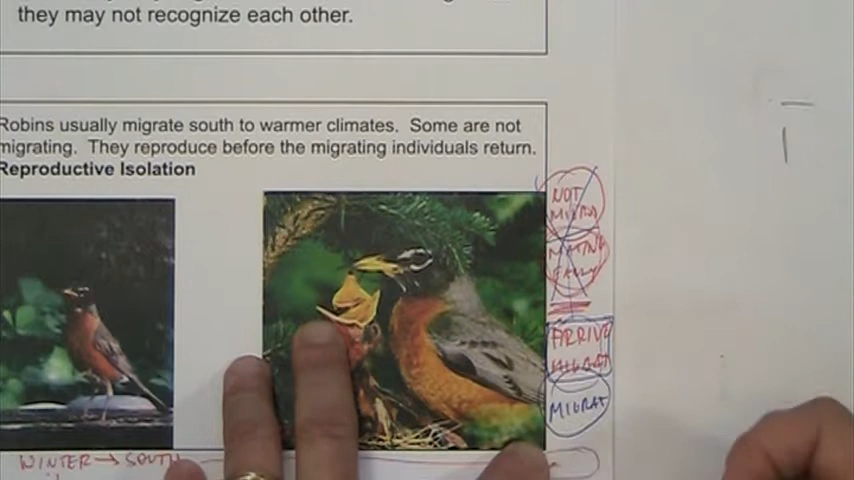 they may not recognize each other.
Robins usually migrate south to warmer climates. Some are not
migrating. They reproduce before the migrating individuals return.
Reproductive Isolation
NOT
MATING
EARLY
ARRIVE
MIGRAT
WINTER → SOUTH